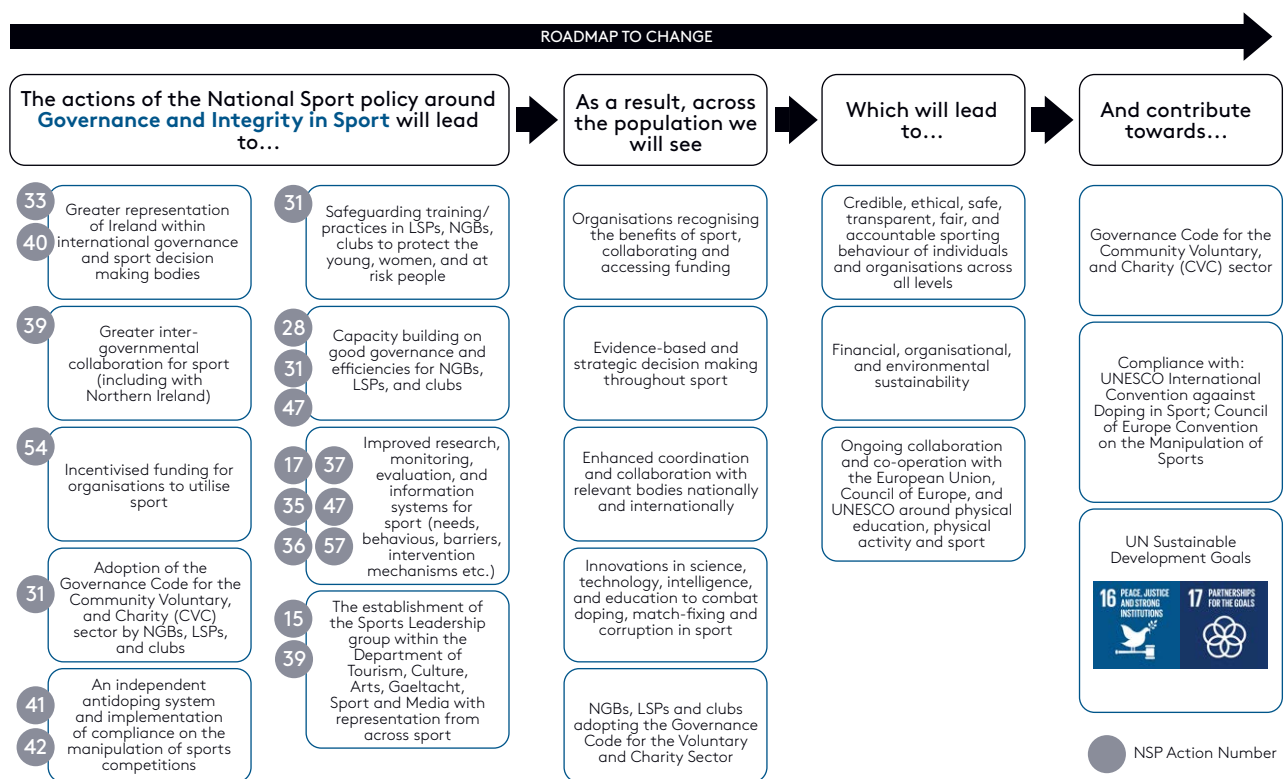 ROADMAP TO CHANGE
The actions of the National Sport policy around
Governance and Integrity in Sport will lead
to...
As a result, across
the population we
will see
Which will lead
to...
And contribute
towards...
33
40
Greater representation
of Ireland within
international governance
and sport decision
making bodies
39
Greater inter-
governmental
collaboration for sport
(including with
Northern Ireland)
54
Incentivised funding for
organisations to utilise
sport
31
Adoption of the
Governance Code for the
Community Voluntary,
and Charity (CVC)
sector by NGBs, LSPs,
and clubs
41
42
An independent
antidoping system
and implementation
of compliance on the
manipulation of sports
competitions
31
Safeguarding training/
practices in LSPs, NGBs,
clubs to protect the
young, women, and at
risk people
28
31
47
Capacity building on
good governance and
efficiencies for NGBs,
LSPs, and clubs
17 37
35 47
36 57
Improved research,
monitoring,
evaluation, and
information
systems for
sport (needs,
behavious, barriers,
intervention
mechanisms etc.)
15
39
The establishment of
the Sports Leadership
group within the
Department of
Tourism, Culture,
Arts, Gaeltacht,
Sport and Media with
representation from
across sport
Organisations recognising
the benefits of sport,
collaborating and
accessing funding
Evidence-based and
strategic decision making
throughout sport
Enhanced coordination
and collaboration with
relevant bodies nationally
and internationally
Innovations in science,
technology, intelligence,
and education to combat
doping, match-fixing and
corruption in sport
NGBs, LSPs and clubs
adopting the Governance
Code for the Voluntary
and Charity Sector
Credible, ethical, safe,
transparent, fair, and
accountable sporting
behaviour of individuals
and organisations across
all levels
Financial, organisational,
and environmental
sustainability
Ongoing collaboration
and co-operation with
the European Union,
Council of Europe, and
UNESCO around physical
education, physical
activity and sport
Governance Code for the
Community Voluntary,
and Charity (CVC) sector
Compliance with:
UNESCO International
Convention agaainst
Doping in Sport; Council
of Europe Convention
on the Manipulation of
Sports
UN Sustainable
Development Goals
16 PEACE, JUSTICE
AND STRONG
INSTITUTIONS
17 PARTNERSHIPS
FOR THE GOALS
NSP Action Number